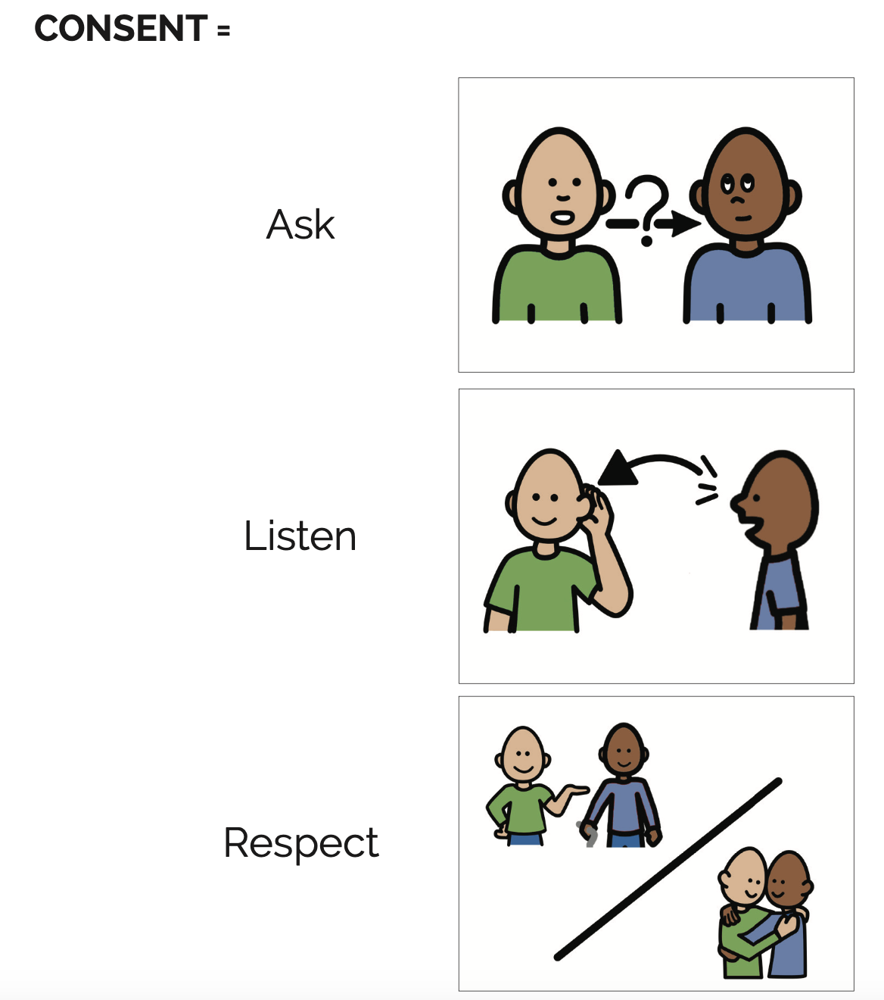 CONSENT =
Ask
?
Listen
Respect